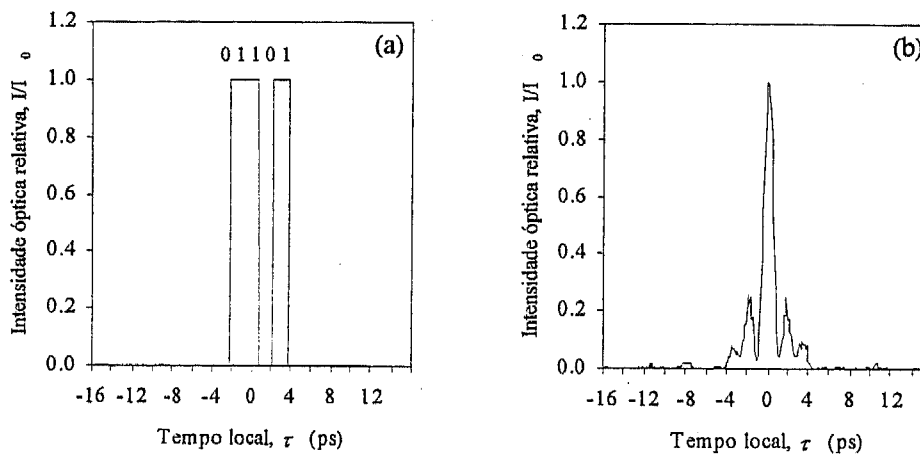 (a)
0 1 1 1 0 1
Intensidade óptica relativa, I/I 0
1.2
1.0
0.8
0.6
0.4
0.2
0.0
-16 -12 -8 -4 0 4 8 12
Tempo local, τ (ps)
(b)
Intensidade óptica relativa, I/I 0
1.2
1.0
0.8
0.6
0.4
0.2
0.0
-16 -12 -8 -4 0 4 8 12
Tempo local, τ (ps)